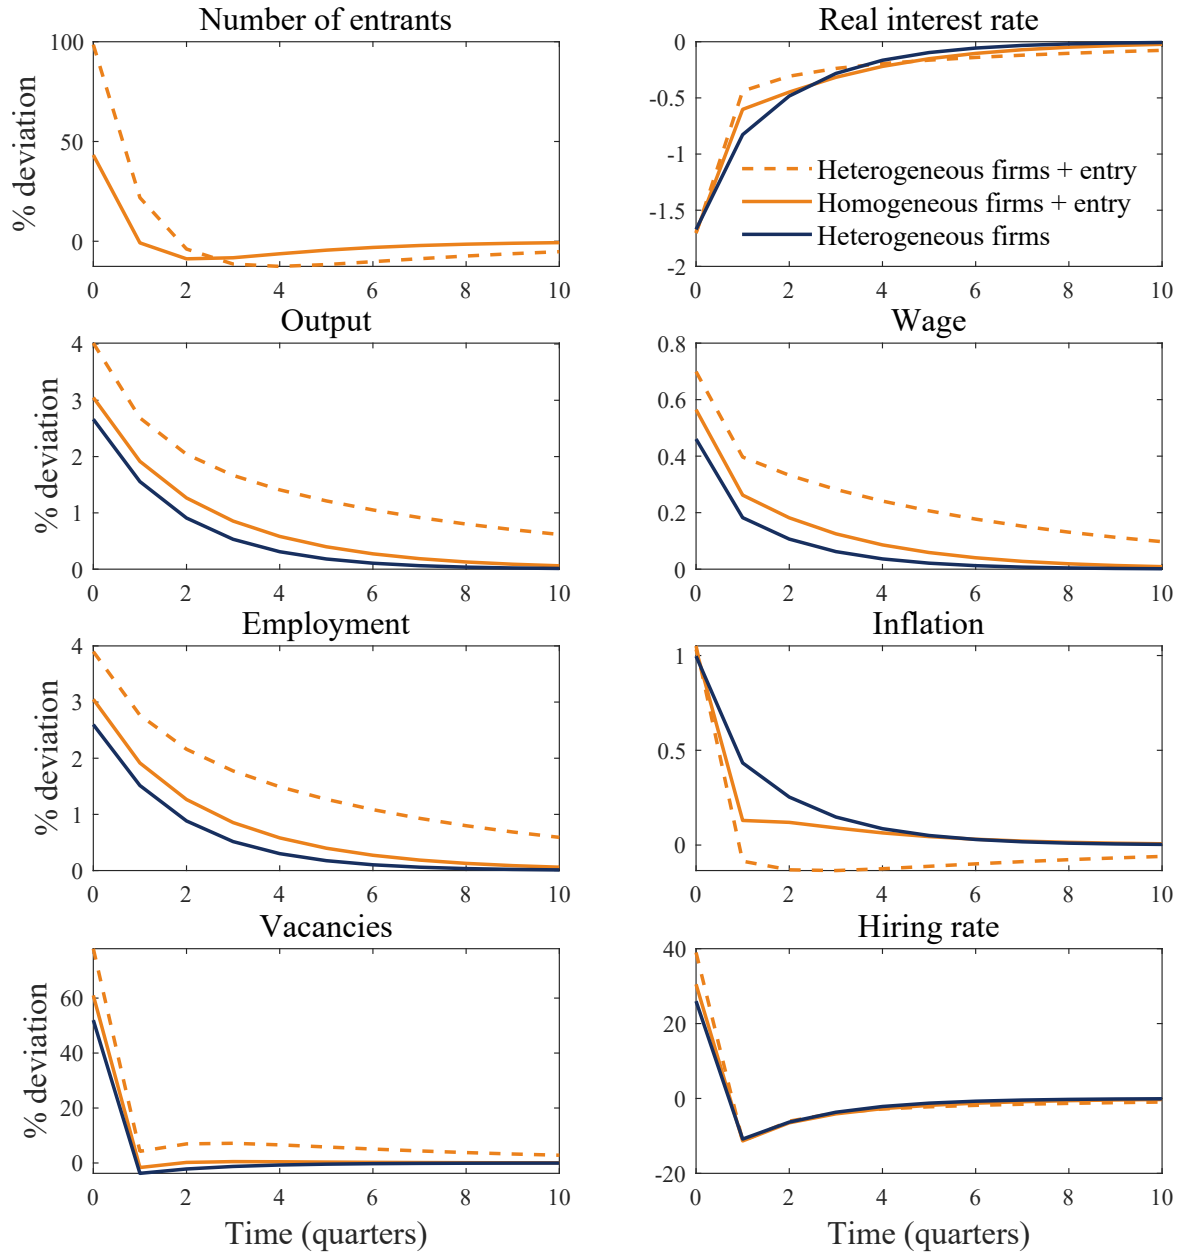 Number of entrants
% deviation
100
50
0
0 2 4 6 8 10
Real interest rate
0
-0.5
-1
-1.5
-2
Heterogeneous firms + entry
Homogeneous firms + entry
Heterogeneous firms
0 2 4 6 8 10
Output
% deviation
4
3
2
1
0
0 2 4 6 8 10
Wage
0.8
0.6
0.4
0.2
0
0 2 4 6 8 10
Employment
% deviation
4
3
2
1
0
0 2 4 6 8 10
Inflation
1
0.5
0
0 2 4 6 8 10
Vacancies
% deviation
60
40
20
0
0 2 4 6 8 10
Time (quarters)
Hiring rate
40
20
0
-20
0 2 4 6 8 10
Time (quarters)